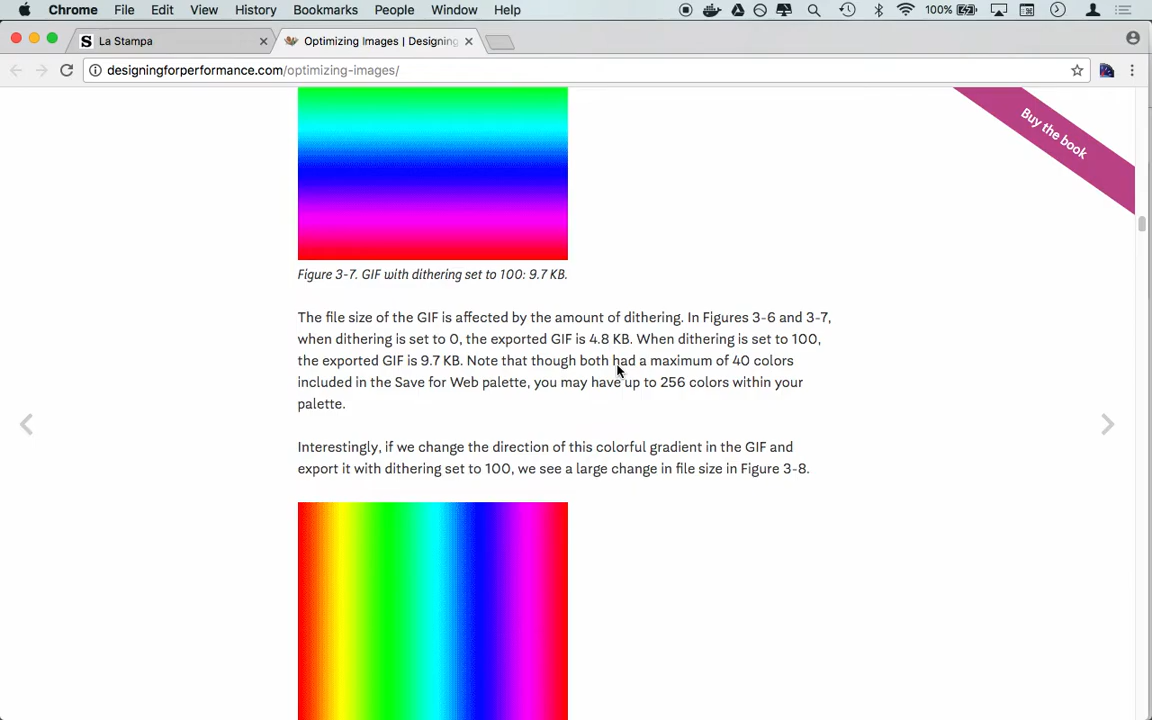 Chrome File Edit View History Bookmarks People Window Help 100%
La Stampa
Optimizing Images | Designing
designingforperformance.com/optimizing-images/
Buy the book
Figure 3-7. GIF with dithering set to 100: 9.7 KB.
The file size of the GIF is affected by the amount of dithering. In Figures 3-6 and 3-7,
when dithering is set to 0, the exported GIF is 4.8 KB. When dithering is set to 100,
the exported GIF is 9.7 KB. Note that though both had a maximum of 40 colors
included in the Save for Web palette, you may have up to 256 colors within your
palette.
Interestingly, if we change the direction of this colorful gradient in the GIF and
export it with dithering set to 100, we see a large change in file size in Figure 3-8.